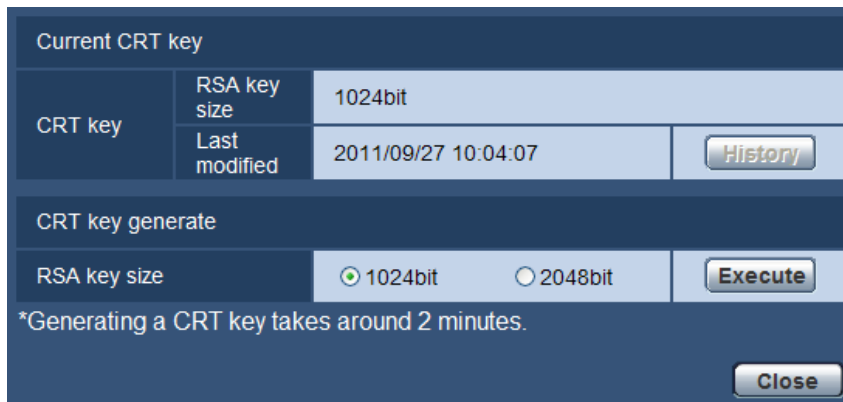 Current CRT key
CRT key
RSA key
size
1024bit
Last
modified
2011/09/27 10:04:07
History
CRT key generate
RSA key size
1024bit
2048bit
Execute
*Generating a CRT key takes around 2 minutes.
Close